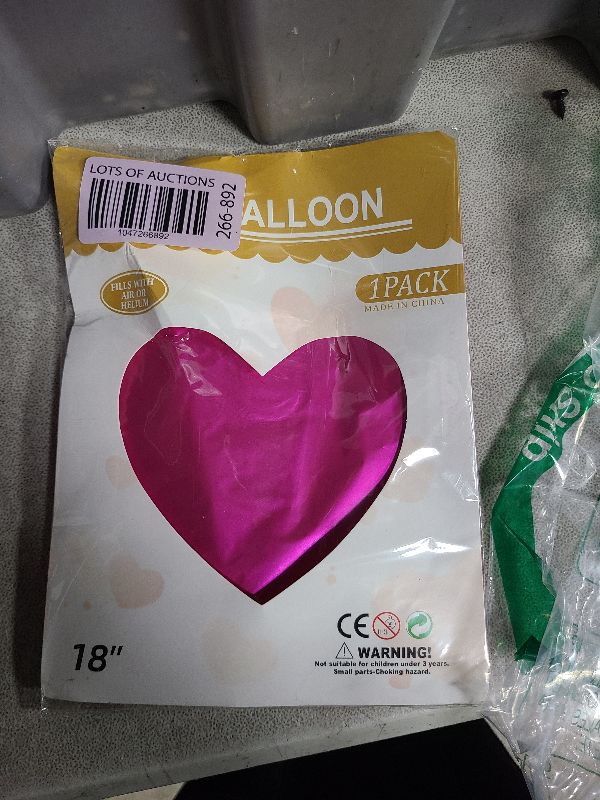 LOTS OF AUCTIONS
1047266892
266-892
ALLOON
FILLS WITH
AIR OR
HELIUM
1PACK
MADE IN CHINA
18"
CE
WARNING!
Not suitable for children under 3 years.
Small parts-Choking hazard.